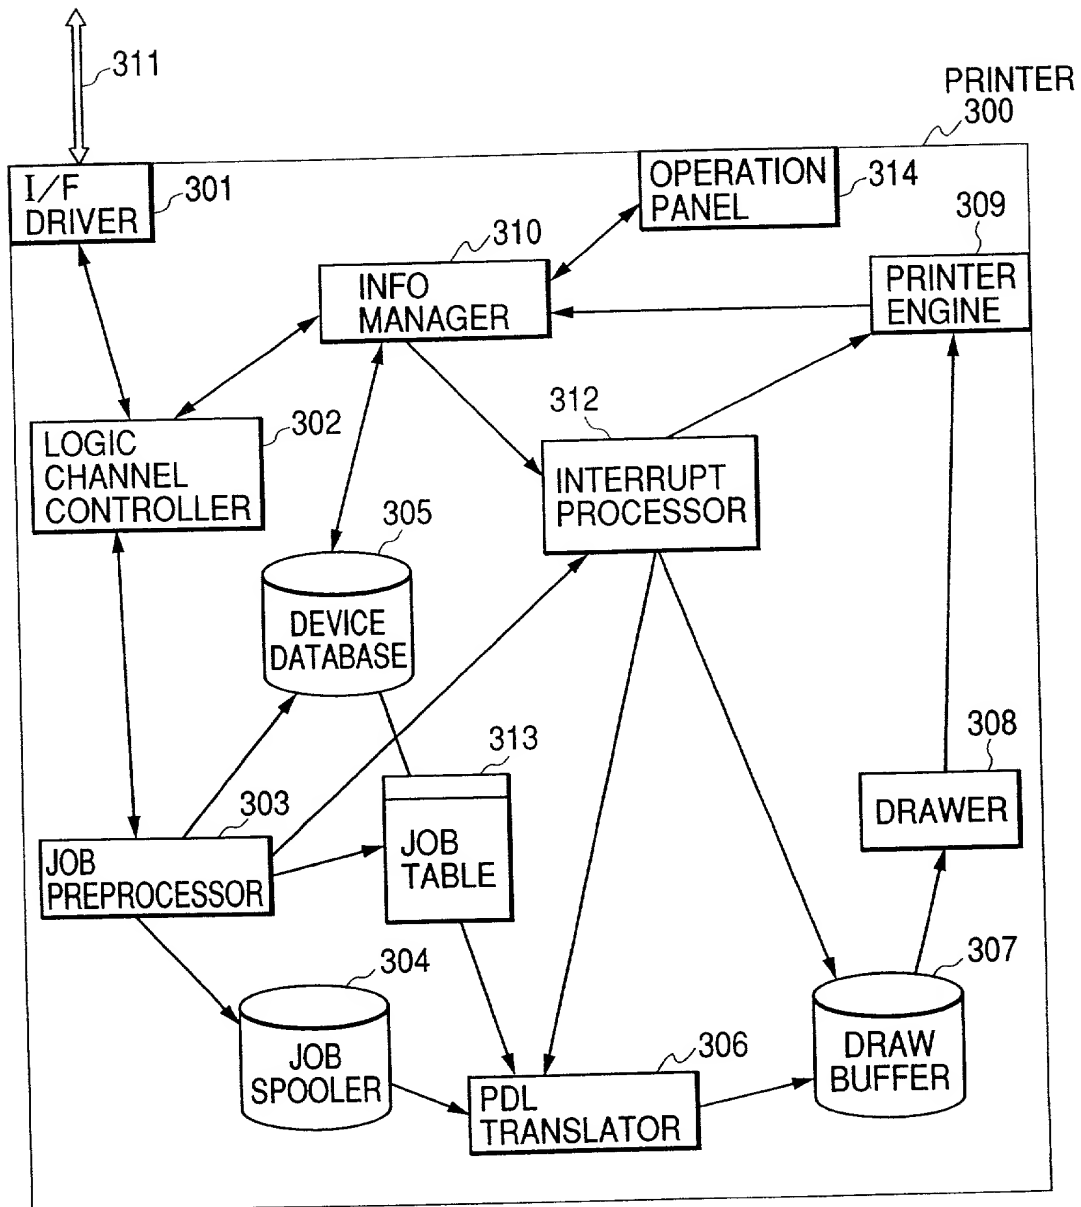 311
PRINTER
300
I/F
DRIVER
301
OPERATION
PANEL
314
309
310
INFO
MANAGER
PRINTER
ENGINE
312
302
LOGIC
CHANNEL
CONTROLLER
INTERRUPT
PROCESSOR
305
DEVICE
DATABASE
313
308
303
DRAWER
JOB
PREPROCESSOR
JOB
TABLE
304
307
JOB
SPOOLER
306
DRAW
BUFFER
PDL
TRANSLATOR